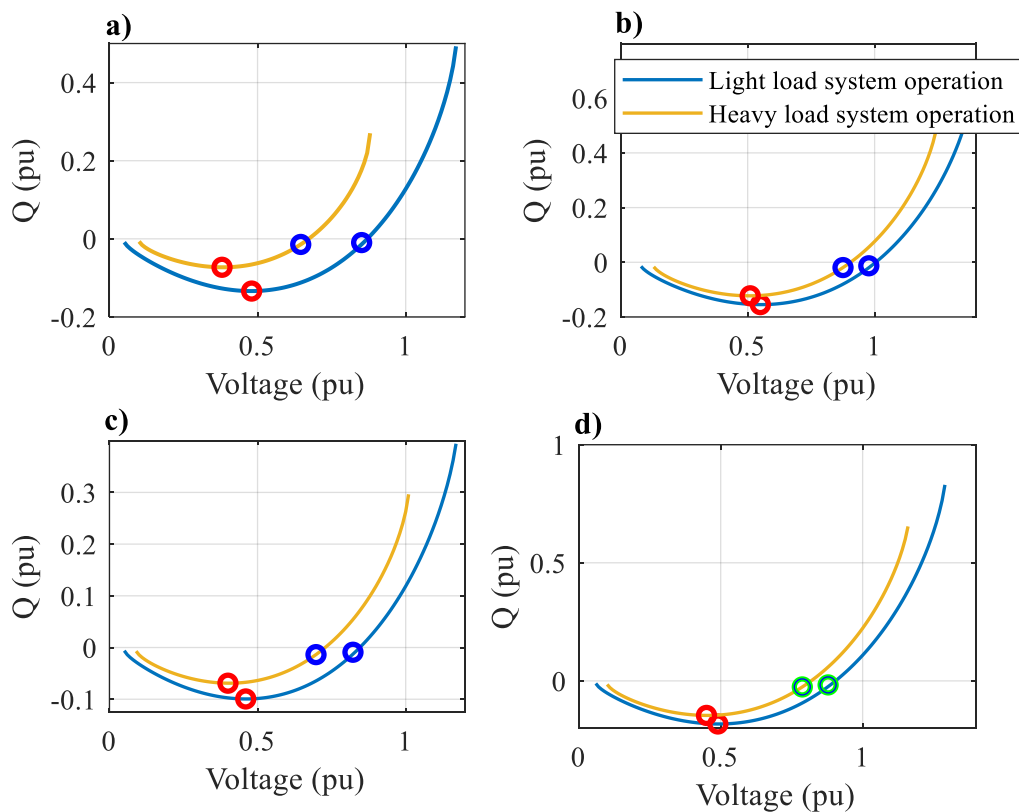 a)
0.4
0.2
0
-0.2
0
0.5
1
Q (pu)
Voltage (pu)
b)
Light load system operation
Heavy load system operation
0.6
0.4
0.2
0
-0.2
0
0.5
1
Q (pu)
Voltage (pu)
c)
0.3
0.2
0.1
0
-0.1
0
0.5
1
Q (pu)
Voltage (pu)
d)
1
0.5
0
0
0.5
1
Q (pu)
Voltage (pu)